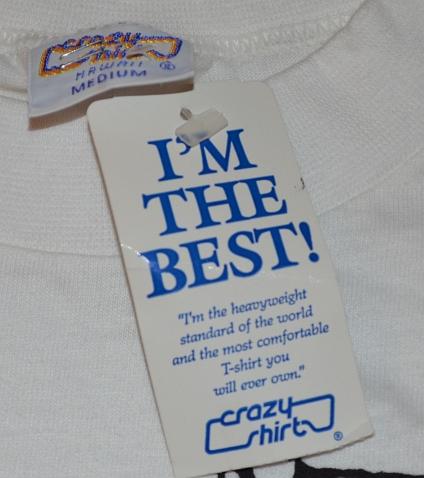 crazy
shirt
HAWAII ®
MEDIUM
I'M
THE
BEST!
"I'm the heavyweight
standard of the world
and the most comfortable
T-shirt you
will ever own."
crazy
shirt ®